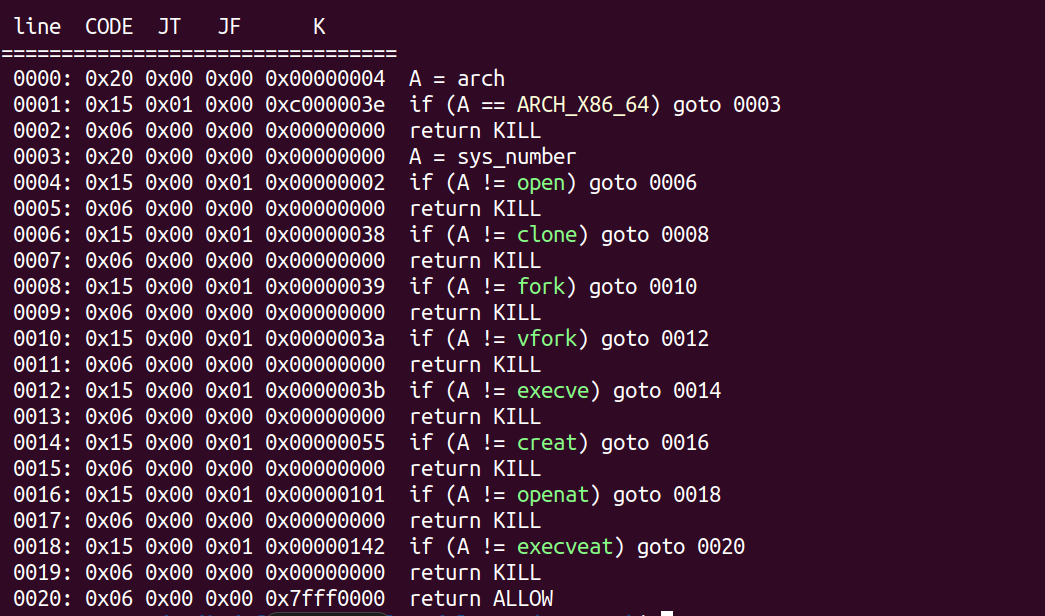 line  CODE  JT   JF      K
=================================
0000: 0x20 0x00 0x00 0x00000004  A = arch
0001: 0x15 0x01 0x00 0xc000003e  if (A == ARCH_X86_64) goto 0003
0002: 0x06 0x00 0x00 0x00000000  return KILL
0003: 0x20 0x00 0x00 0x00000000  A = sys_number
0004: 0x15 0x00 0x01 0x00000002  if (A != open) goto 0006
0005: 0x06 0x00 0x00 0x00000000  return KILL
0006: 0x15 0x00 0x01 0x00000038  if (A != clone) goto 0008
0007: 0x06 0x00 0x00 0x00000000  return KILL
0008: 0x15 0x00 0x01 0x00000039  if (A != fork) goto 0010
0009: 0x06 0x00 0x00 0x00000000  return KILL
0010: 0x15 0x00 0x01 0x0000003a  if (A != vfork) goto 0012
0011: 0x06 0x00 0x00 0x00000000  return KILL
0012: 0x15 0x00 0x01 0x0000003b  if (A != execve) goto 0014
0013: 0x06 0x00 0x00 0x00000000  return KILL
0014: 0x15 0x00 0x01 0x00000055  if (A != creat) goto 0016
0015: 0x06 0x00 0x00 0x00000000  return KILL
0016: 0x15 0x00 0x01 0x00000101  if (A != openat) goto 0018
0017: 0x06 0x00 0x00 0x00000000  return KILL
0018: 0x15 0x00 0x01 0x00000142  if (A != execveat) goto 0020
0019: 0x06 0x00 0x00 0x00000000  return KILL
0020: 0x06 0x00 0x00 0x7fff0000  return ALLOW